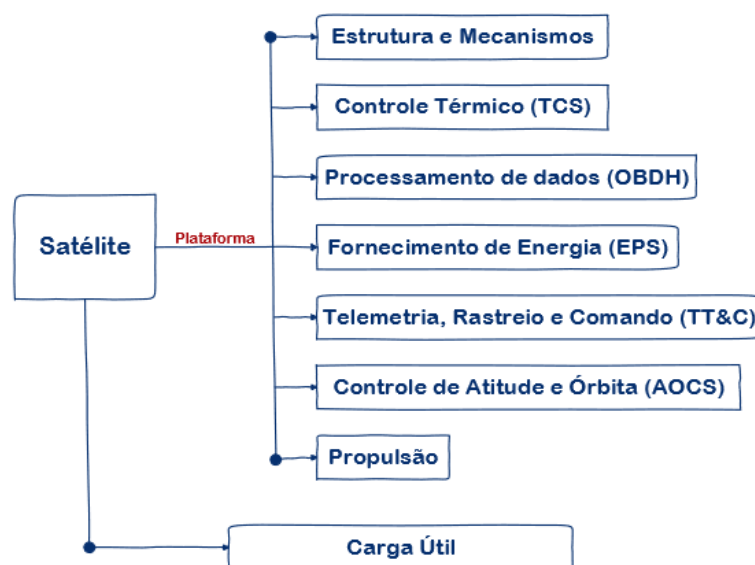 Estrutura e Mecanismos
Controle Térmico (TCS)
Processamento de dados (OBDH)
Satélite
Plataforma
Fornecimento de Energia (EPS)
Telemetria, Rastreio e Comando (TT&C)
Controle de Atitude e Órbita (AOCS)
Propulsão
Carga Útil